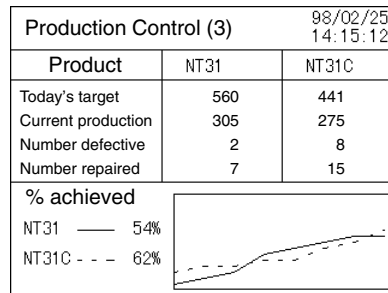 Production Control (3) 98/02/25
14:15:12
Product NT31 NT31C
Today's target 560 441
Current production 305 275
Number defective 2 8
Number repaired 7 15
% achieved
NT31 —— 54%
NT31C - - - 62%